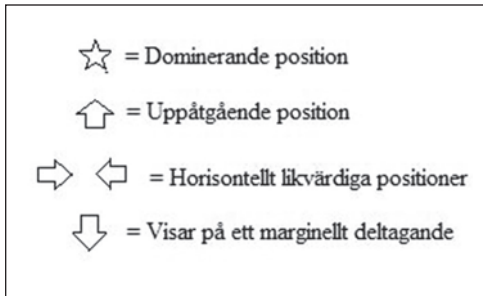 = Dominerande position
= Uppåtgående position
= Horisontellt likvärdiga positioner
= Visar på ett marginellt deltagande